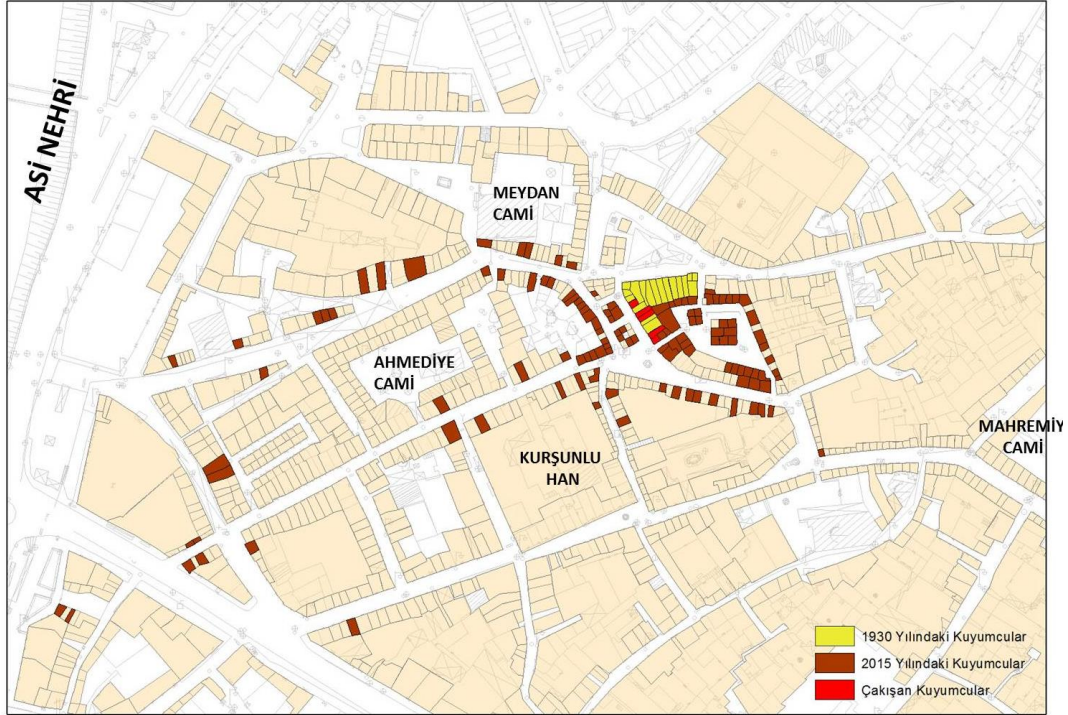 ASİ NEHRİ
MEYDAN
CAMİ
AHMEDİYE
CAMİ
KURŞUNLU
HAN
MAHREMİY
CAMİ
1930 Yılındaki Kuyumcular
2015 Yılındaki Kuyumcular
Çakışan Kuyumcular